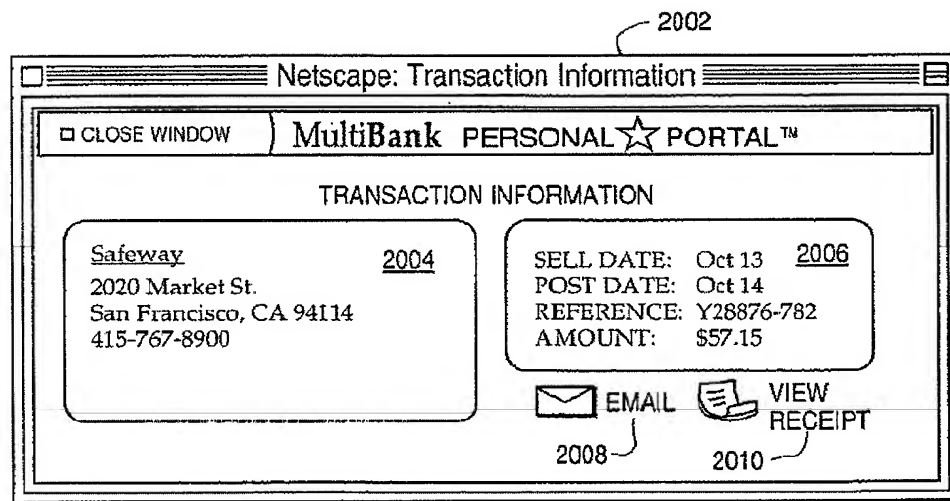 2002
Netscape: Transaction Information
CLOSE WINDOW MultiBank PERSONAL PORTAL™
TRANSACTION INFORMATION
Safeway 2004
2020 Market St.
San Francisco, CA 94114
415-767-8900
SELL DATE: Oct 13 2006
POST DATE: Oct 14
REFERENCE: Y28876-782
AMOUNT: $57.15
EMAIL
VIEW
RECEIPT
2008
2010